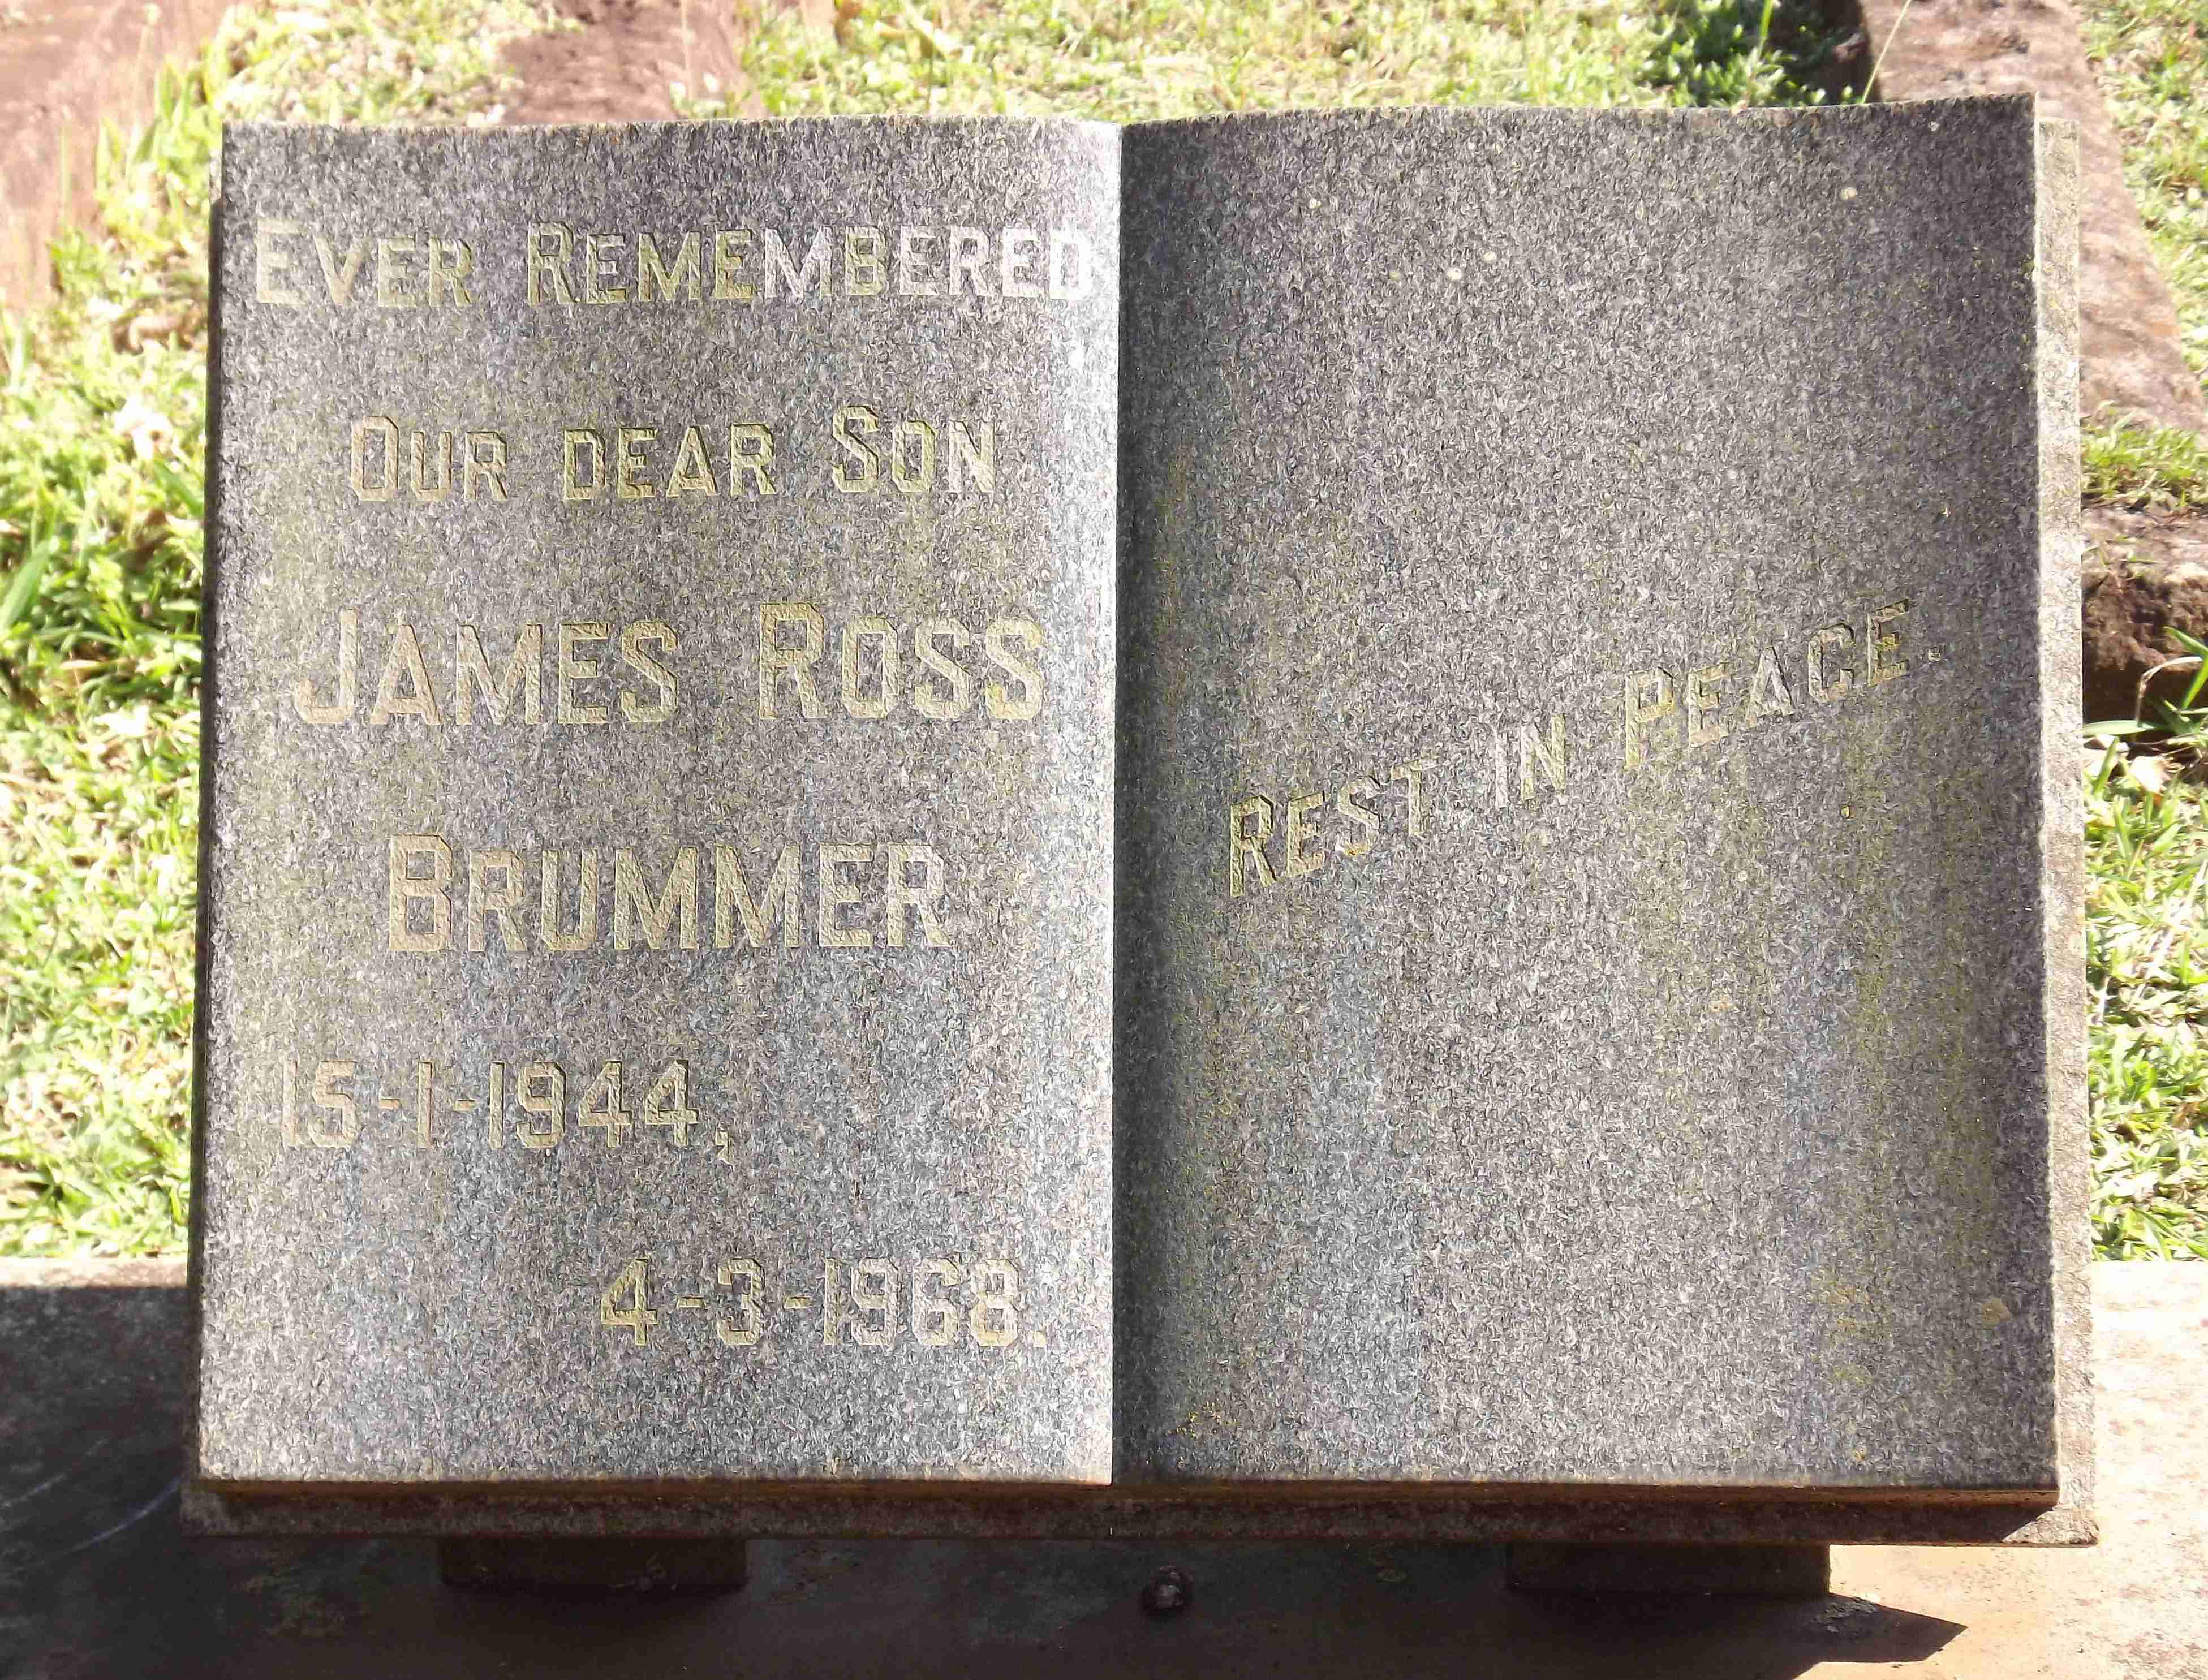 EVER REMEMBERED
OUR DEAR SON
JAMES ROSS
BRUMMER
15-1-1944,
4-3-1968.
REST IN PEACE.